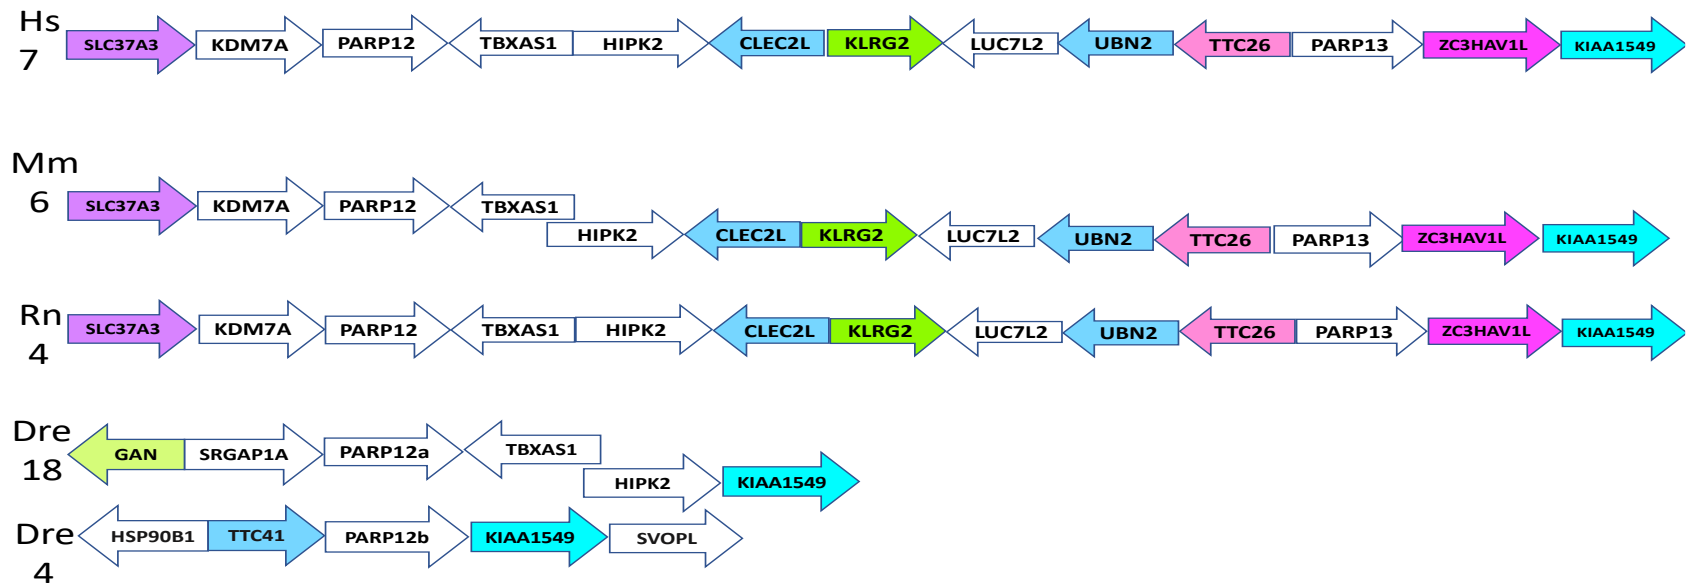 Hs
7
SLC37A3 KDM7A PARP12 TBXAS1 HIPK2 CLEC2L KLRG2 LUC7L2 UBN2 TTC26 PARP13 ZC3HAV1L KIAA1549
Mm
6
SLC37A3 KDM7A PARP12 TBXAS1 HIPK2 CLEC2L KLRG2 LUC7L2 UBN2 TTC26 PARP13 ZC3HAV1L KIAA1549
Rn
4
SLC37A3 KDM7A PARP12 TBXAS1 HIPK2 CLEC2L KLRG2 LUC7L2 UBN2 TTC26 PARP13 ZC3HAV1L KIAA1549
Dre
18
GAN SRGAP1A PARP12a TBXAS1 HIPK2 KIAA1549
Dre
4
HSP90B1 TTC41 PARP12b KIAA1549 SVOPL